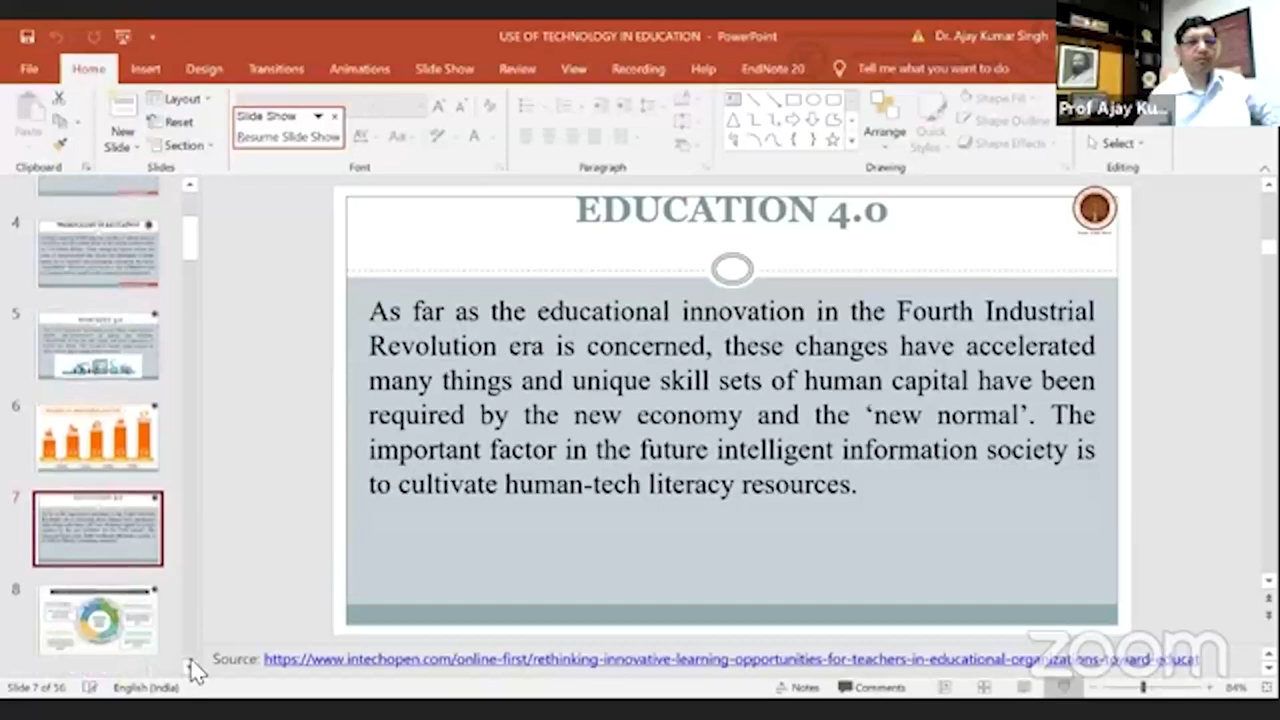 USE OF TECHNOLOGY IN EDUCATION - PowerPoint
Dr. Ajay Kumar Singh
File Home Insert Design Transitions Animations Slide Show Review View Recording Help EndNote 20 Tell me what you want to do
Prof Ajay Ku...
Paste
New
Slide
Layout
Reset
Section
Slide Show
Resume Slide Show
Aa
Arrange
Quick
Styles
Shape Fill
Shape Outline
Shape Effects
Select
Clipboard Slides Font Paragraph Drawing Editing
4
5
6
7
8
EDUCATION 4.0
As far as the educational innovation in the Fourth Industrial
Revolution era is concerned, these changes have accelerated
many things and unique skill sets of human capital have been
required by the new economy and the ‘new normal’. The
important factor in the future intelligent information society is
to cultivate human-tech literacy resources.
Source: https://www.intechopen.com/online-first/rethinking-innovative-learning-opportunities-for-teachers-in-educational-organizations-toward-educat
zoom
Slide 7 of 56 English (India) Notes Comments 84%